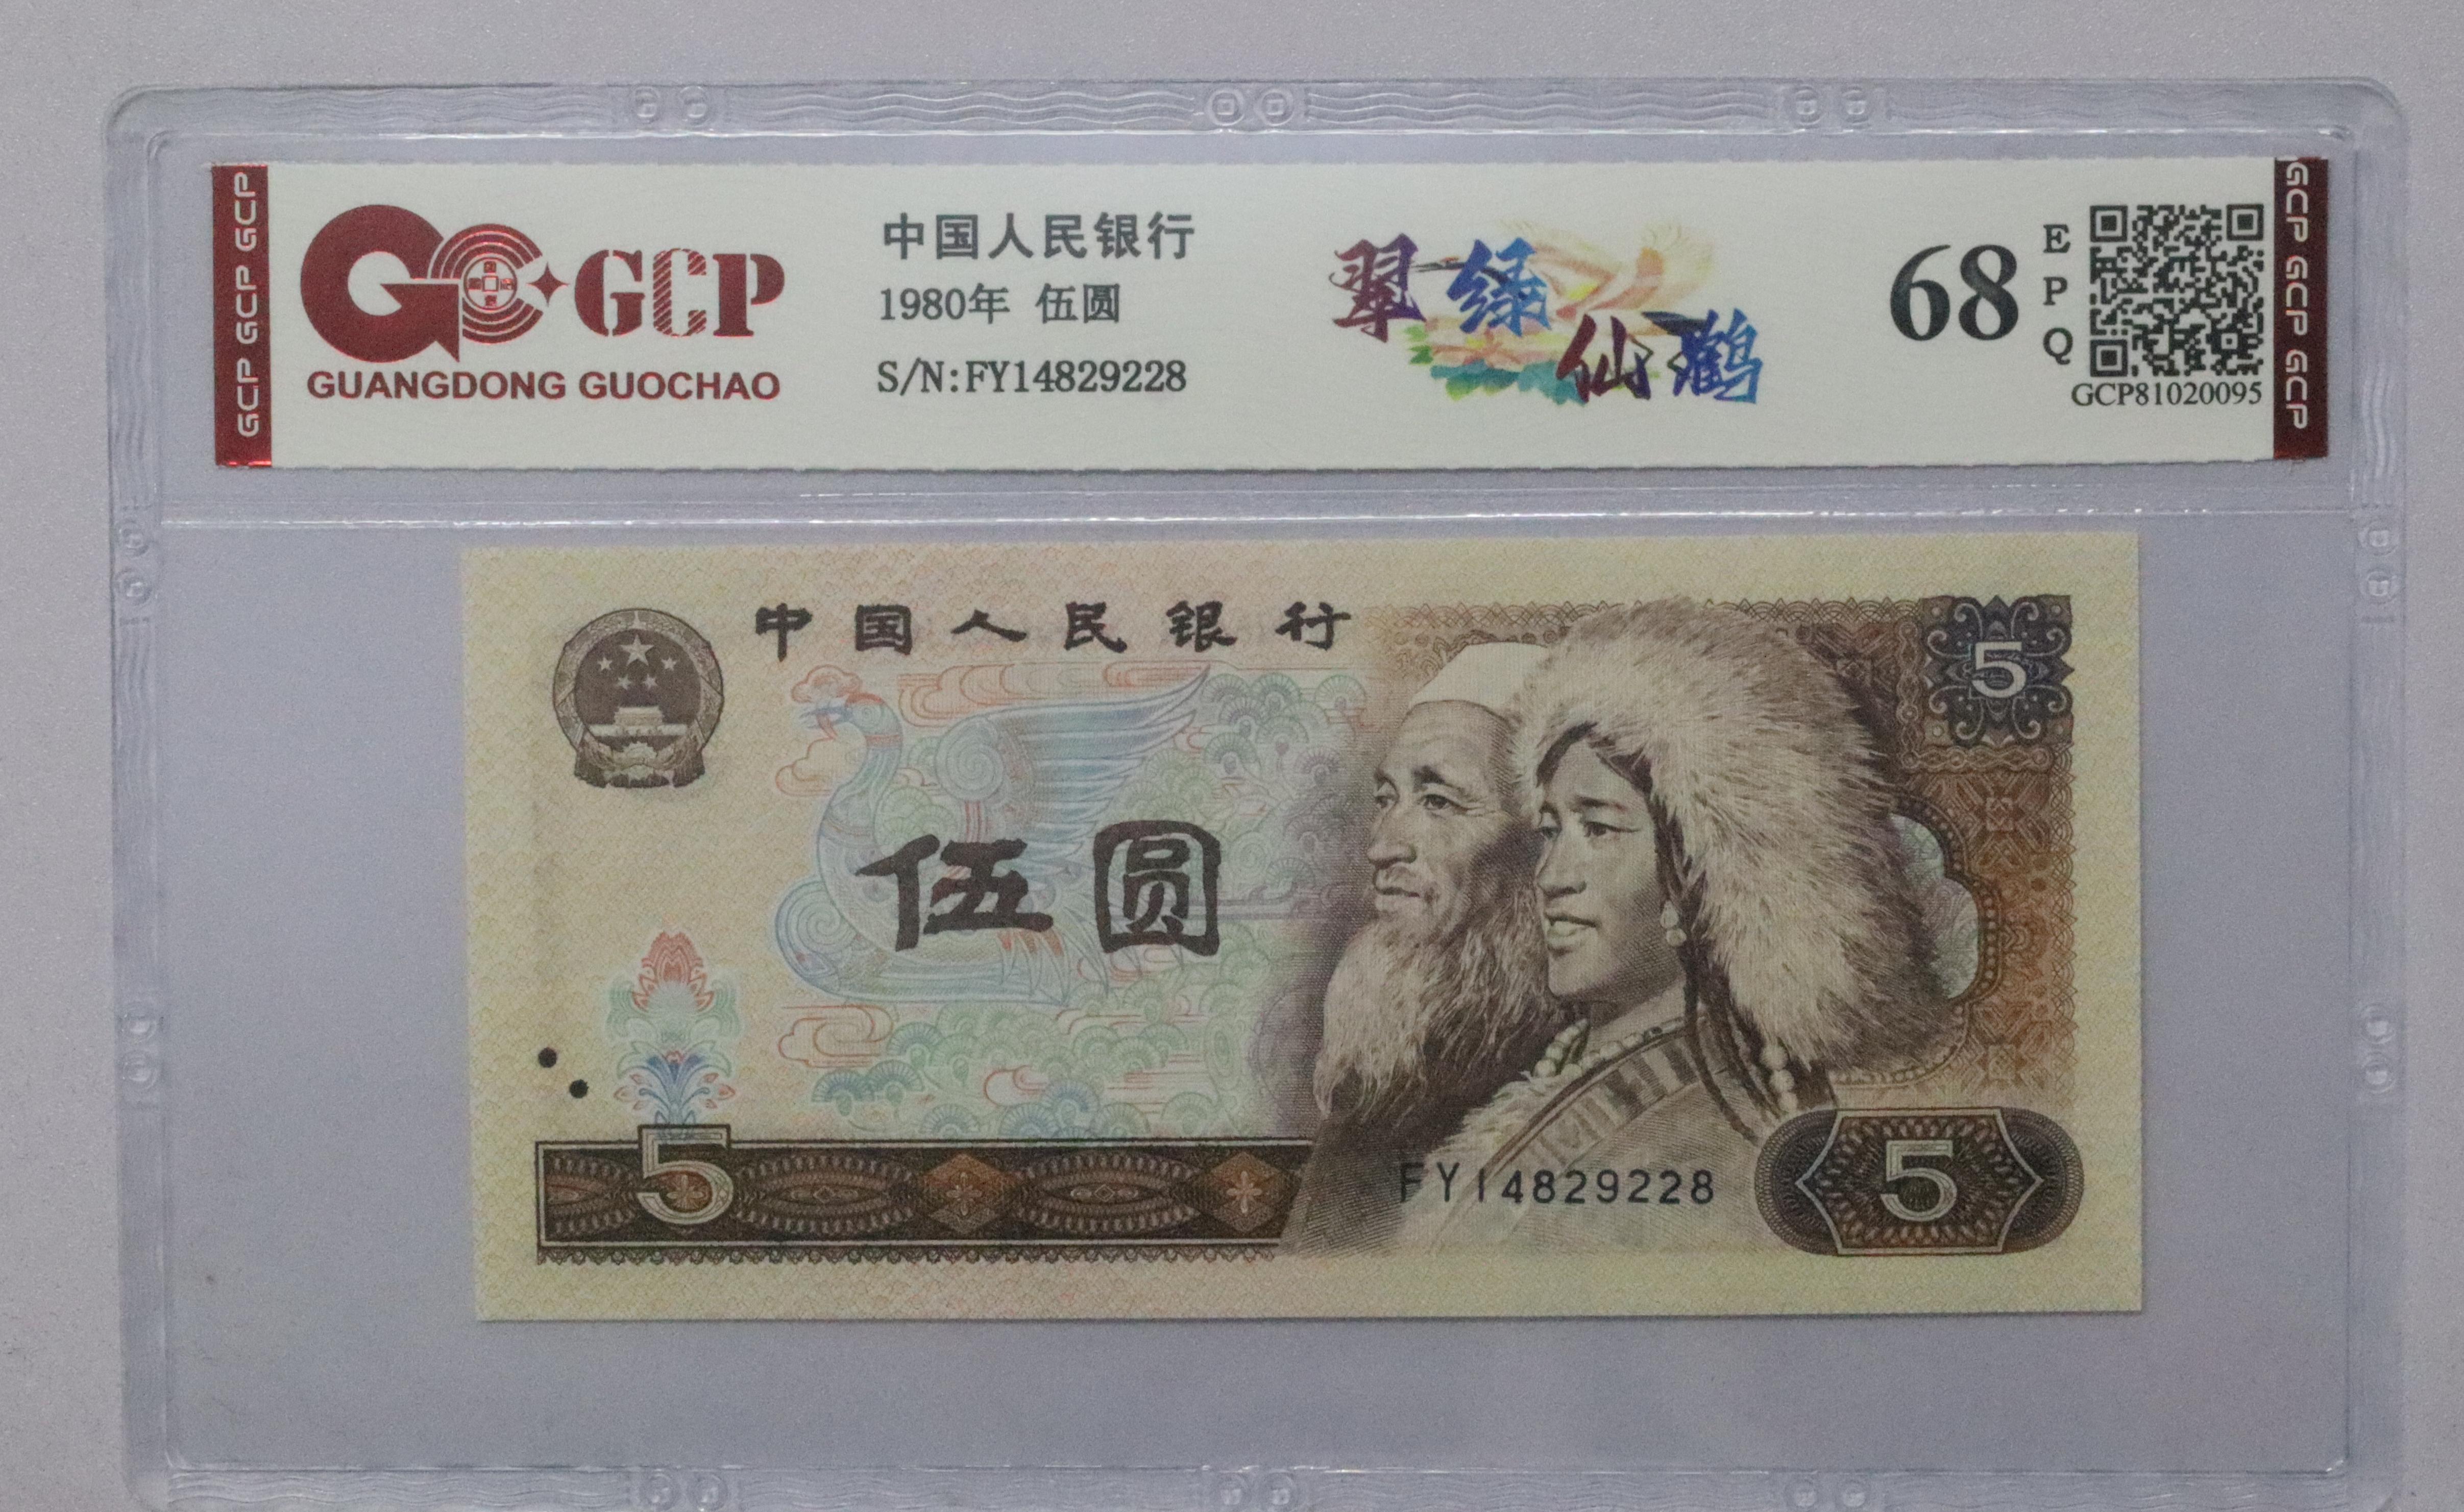 GCP GCP GCP
GCP
GUANGDONG GUOCHAO
中国人民银行
1980年 伍圆
S/N:FY14829228
翠绿
仙鹤
68
EPQ
GCP81020095
GCP GCP GCP
中国人民银行
5
伍圆
5
FY14829228
5